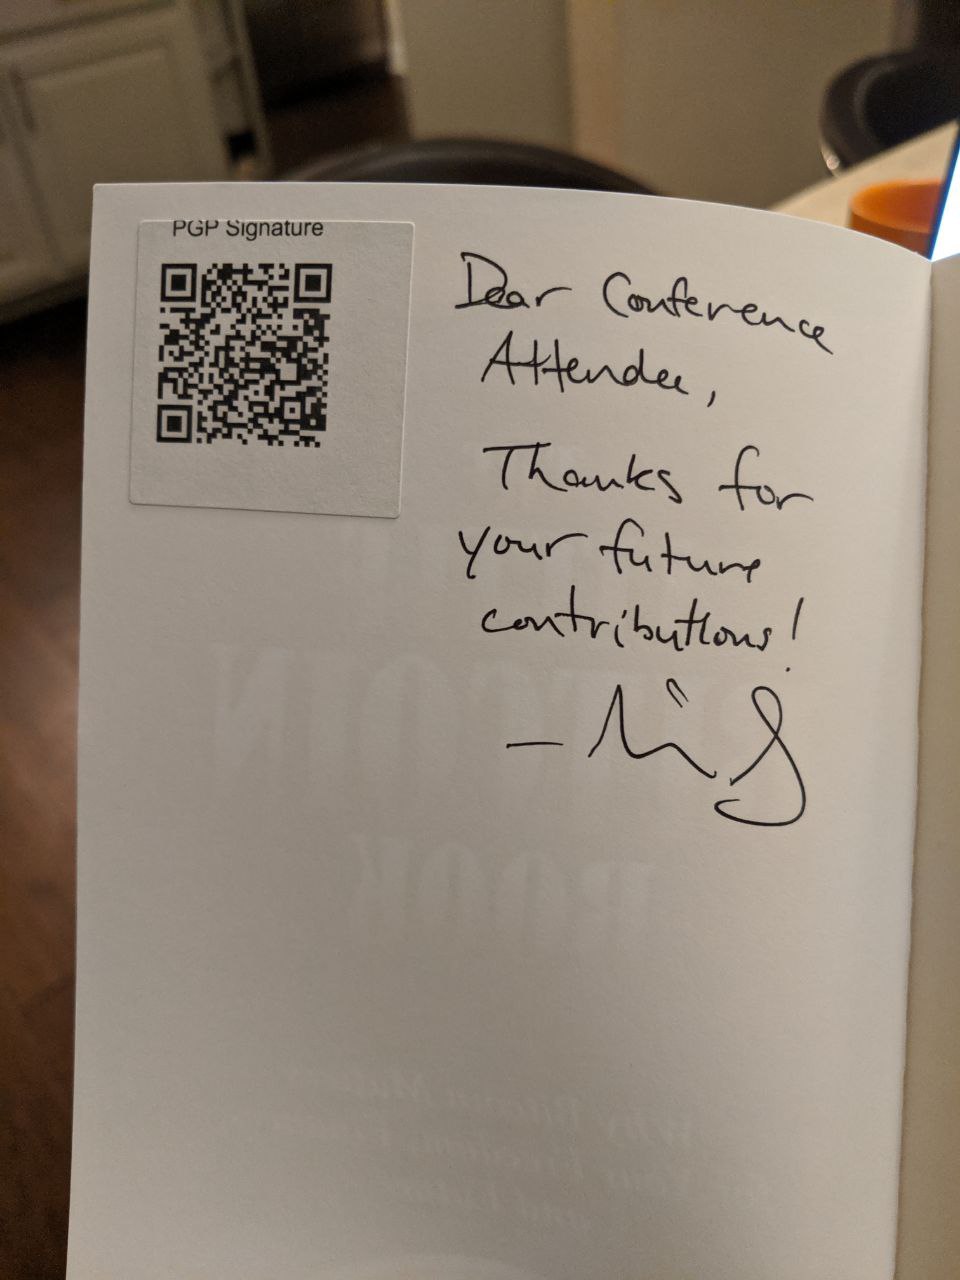 PGP Signature
Dear Conference
Attendee,
Thanks for
your future
contributions!